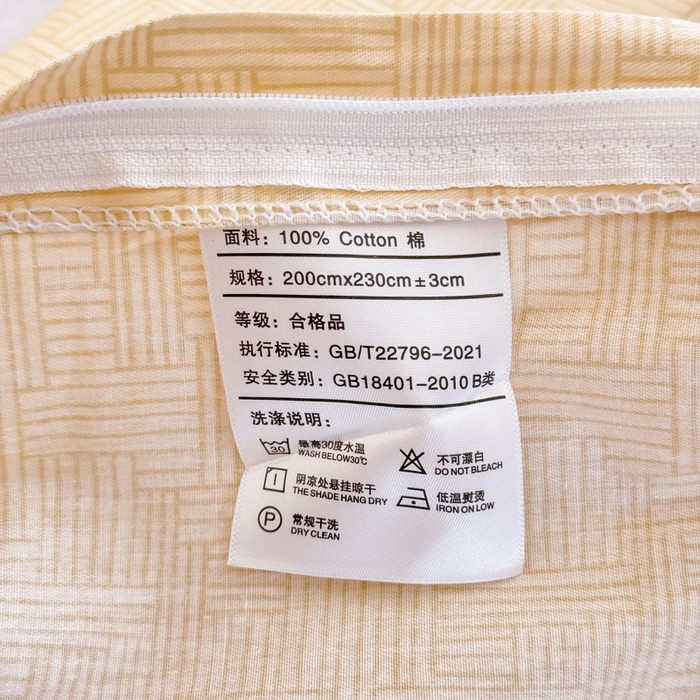 面料: 100% Cotton 棉
规格: 200cmx230cm±3cm
等级: 合格品
执行标准: GB/T22796-2021
安全类别: GB18401-2010 B类
洗涤说明:
30 最高30度水温
WASH BELOW30℃
不可漂白
DO NOT BLEACH
阴凉处悬挂晾干
THE SHADE HANG DRY
低温熨烫
IRON ON LOW
P 常规干洗
DRY CLEAN